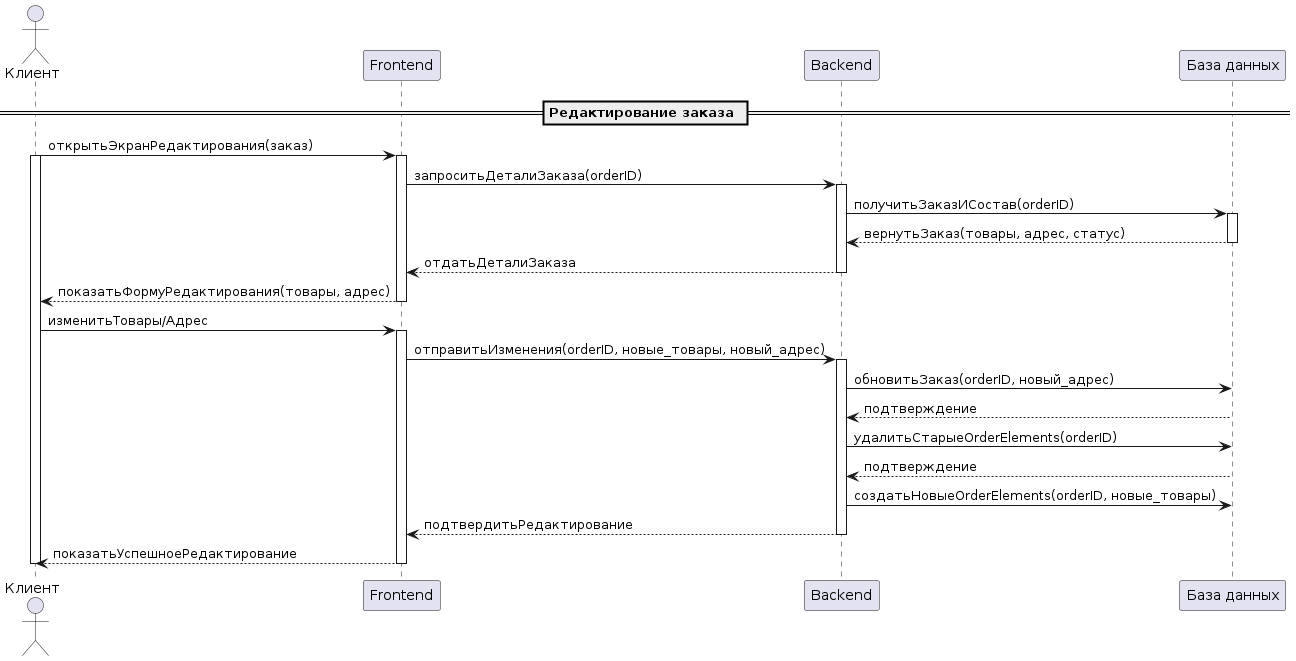 Клиент
Frontend
Backend
База данных
Редактирование заказа
открытьЭкранРедактирования(заказ)
запроситьДеталиЗаказа(orderID)
получитьЗаказИСостав(orderID)
вернутьЗаказ(товары, адрес, статус)
отдатьДеталиЗаказа
показатьФормуРедактирования(товары, адрес)
изменитьТовары/Адрес
отправитьИзменения(orderID, новые_товары, новый_адрес)
обновитьЗаказ(orderID, новый_адрес)
подтверждение
удалитьСтарыеOrderElements(orderID)
подтверждение
создатьНовыеOrderElements(orderID, новые_товары)
подтвердитьРедактирование
показатьУспешноеРедактирование
Клиент
Frontend
Backend
База данных